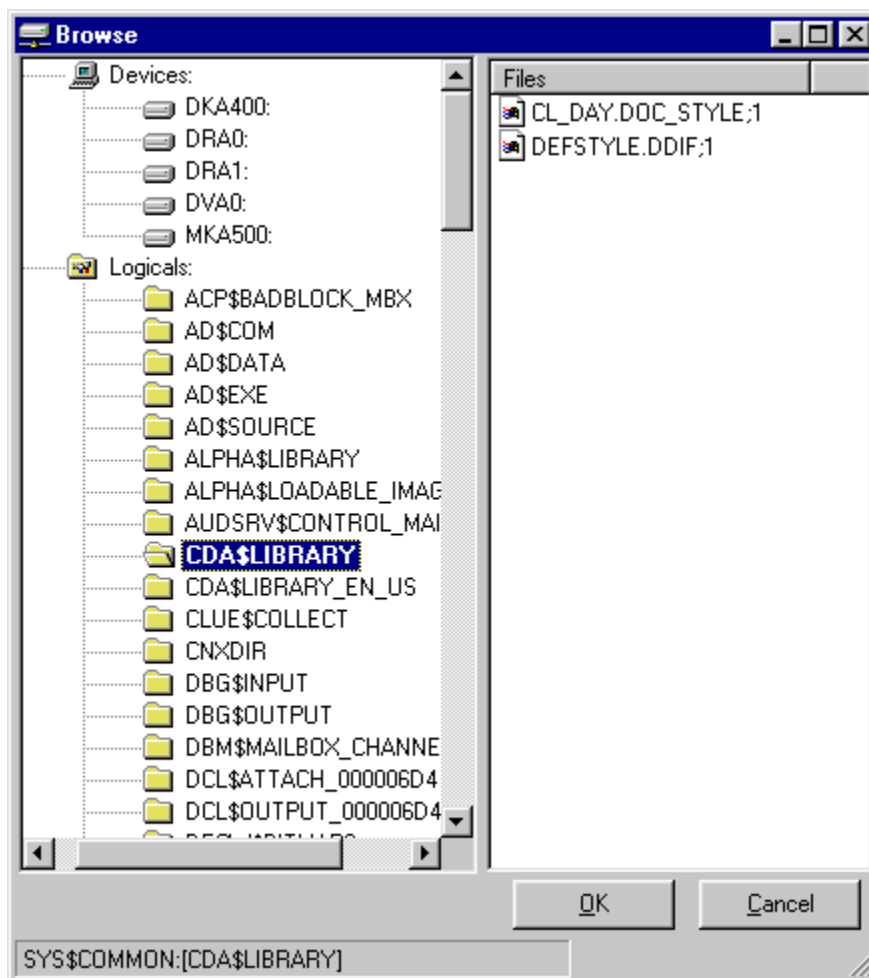 Browse
Devices:
DKA400:
DRA0:
DRA1:
DVA0:
MKA500:
Logicals:
ACP$BADBLOCK_MBX
AD$COM
AD$DATA
AD$EXE
AD$SOURCE
ALPHA$LIBRARY
ALPHA$LOADABLE_IMAG
AUDSRV$CONTROL_MAI
CDA$LIBRARY
CDA$LIBRARY_EN_US
CLUE$COLLECT
CNXDIR
DBG$INPUT
DBG$OUTPUT
DBM$MAILBOX_CHANNE
DCL$ATTACH_000006D4
DCL$OUTPUT_000006D4
Files
CL_DAY.DOC_STYLE;1
DEFSTYLE.DDIF;1
OK
Cancel
SYS$COMMON:[CDA$LIBRARY]